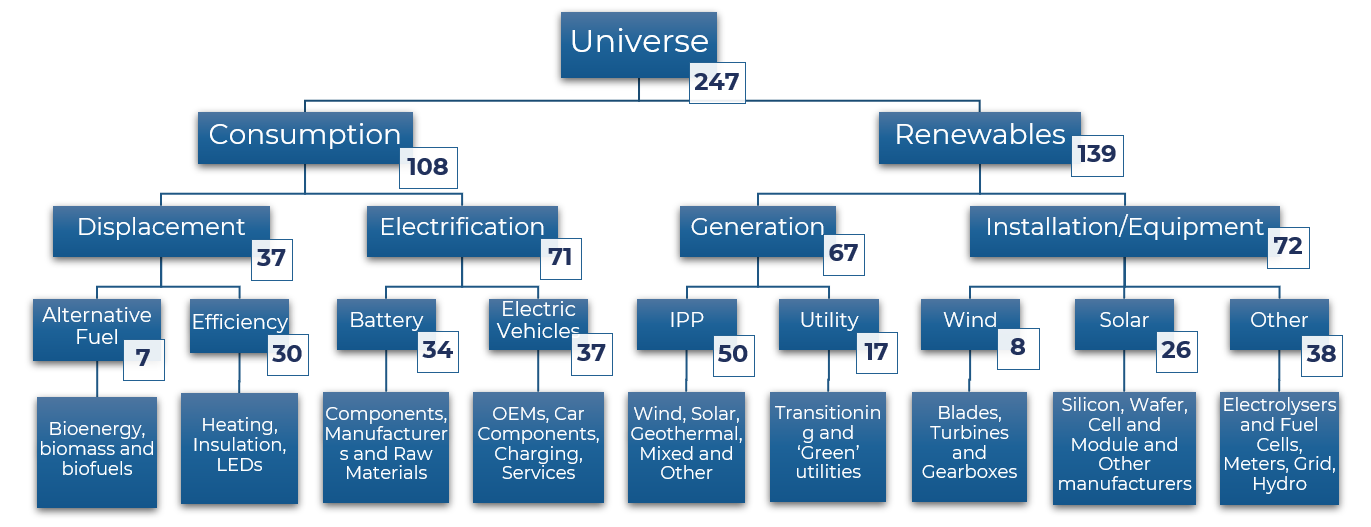 Universe
247
Consumption
108
Renewables
139
Displacement
37
Electrification
71
Generation
67
Installation/Equipment
72
Alternative
Fuel
7
Efficiency
30
Battery
34
Electric
Vehicles
37
IPP
50
Utility
17
Wind
8
Solar
26
Other
38
Bioenergy,
biomass and
biofuels
Heating,
Insulation,
LEDs
Components,
Manufacturer
s and Raw
Materials
OEMs, Car
Components,
Charging,
Services
Wind, Solar,
Geothermal,
Mixed and
Other
Transitionin
g and
‘Green’
utilities
Blades,
Turbines
and
Gearboxes
Silicon, Wafer,
Cell and
Module and
Other
manufacturers
Electrolysers
and Fuel
Cells,
Meters, Grid,
Hydro